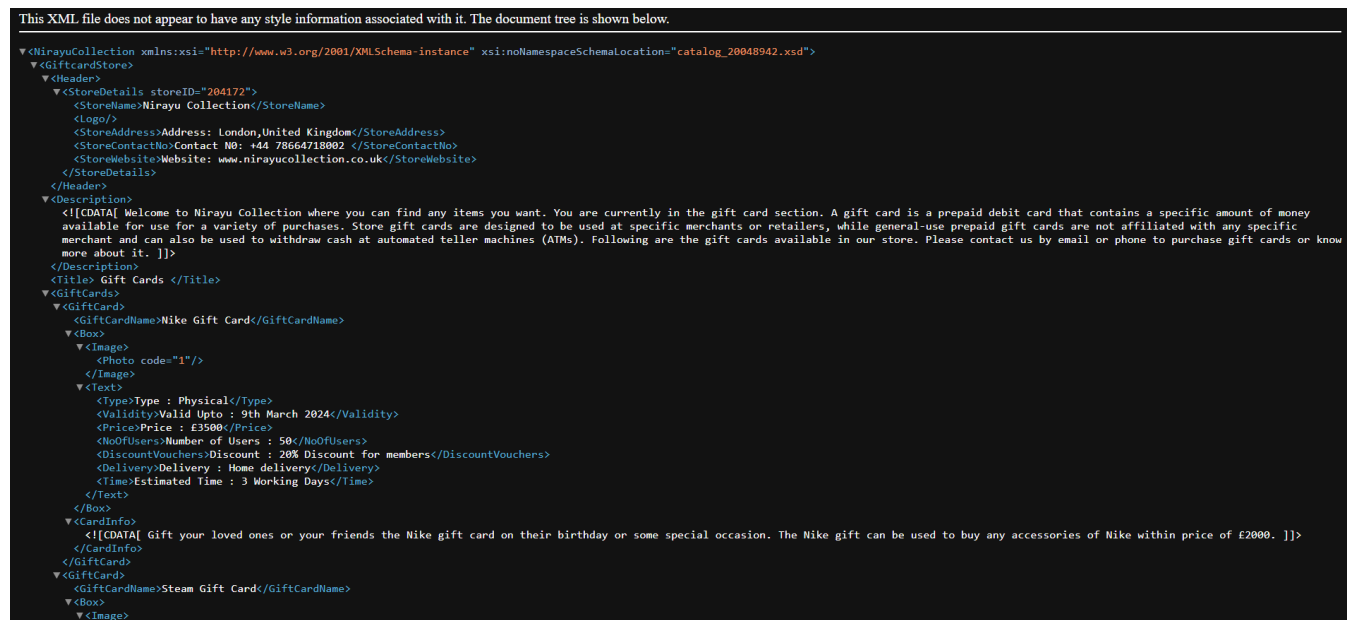 This XML file does not appear to have any style information associated with it. The document tree is shown below.
▼<NirayuCollection xmlns:xsi="http://www.w3.org/2001/XMLSchema-instance" xsi:noNamespaceSchemaLocation="catalog_20048942.xsd">
▼<GiftcardStore>
▼<Header>
▼<StoreDetails storeID="204172">
<StoreName>Nirayu Collection</StoreName>
<Logo/>
<StoreAddress>Address: London,United Kingdom</StoreAddress>
<StoreContactNo>Contact N0: +44 78664718002 </StoreContactNo>
<StoreWebsite>Website: www.nirayucollection.co.uk</StoreWebsite>
</StoreDetails>
</Header>
▼<Description>
<![CDATA[ Welcome to Nirayu Collection where you can find any items you want. You are currently in the gift card section. A gift card is a prepaid debit card that contains a specific amount of money
available for use for a variety of purchases. Store gift cards are designed to be used at specific merchants or retailers, while general-use prepaid gift cards are not affiliated with any specific
merchant and can also be used to withdraw cash at automated teller machines (ATMs). Following are the gift cards available in our store. Please contact us by email or phone to purchase gift cards or know
more about it. ]]>
</Description>
<Title> Gift Cards </Title>
▼<GiftCards>
▼<GiftCard>
<GiftCardName>Nike Gift Card</GiftCardName>
▼<Box>
▼<Image>
<Photo code="1"/>
</Image>
▼<Text>
<Type>Type : Physical</Type>
<Validity>Valid Upto : 9th March 2024</Validity>
<Price>Price : £3500</Price>
<NoOfUsers>Number of Users : 50</NoOfUsers>
<DiscountVouchers>Discount : 20% Discount for members</DiscountVouchers>
<Delivery>Delivery : Home delivery</Delivery>
<Time>Estimated Time : 3 Working Days</Time>
</Text>
</Box>
▼<CardInfo>
<![CDATA[ Gift your loved ones or your friends the Nike gift card on their birthday or some special occasion. The Nike gift can be used to buy any accessories of Nike within price of £2000. ]]>
</CardInfo>
</GiftCard>
▼<GiftCard>
<GiftCardName>Steam Gift Card</GiftCardName>
▼<Box>
▼<Image>